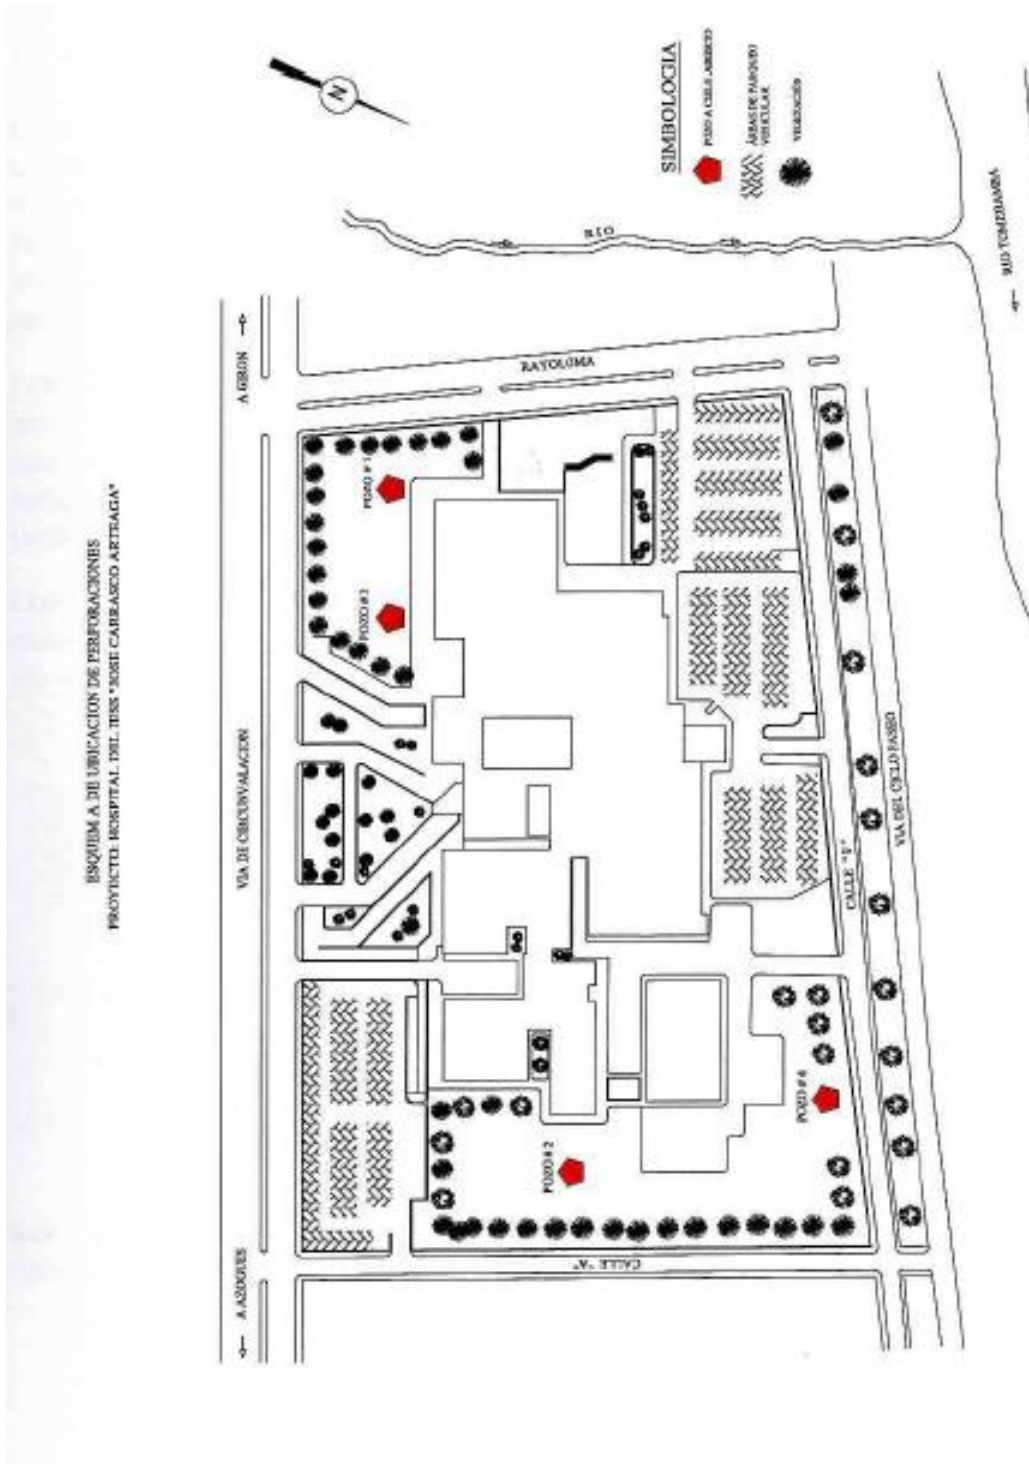 ESQUEMA DE UBICACION DE PERFORACIONES
PROYECTO: HOSPITAL DEL IESS "JOSE CARRASCO ARTEAGA"
N
SIMBOLOGIA
POZO A CIELO ABIERTO
ÁREAS DE PARQUEO
VEHICULAR
VEGETACIÓN
RIO
RIO TOMEBAMBA
A GIRON
VIA DE CIRCUNVALACION
A AZOGUES
RAYOLOMA
POZO # 1
POZO # 3
POZO # 2
POZO # 4
CALLE "B"
VIA DEL CICLO PASEO
CALLE "A"